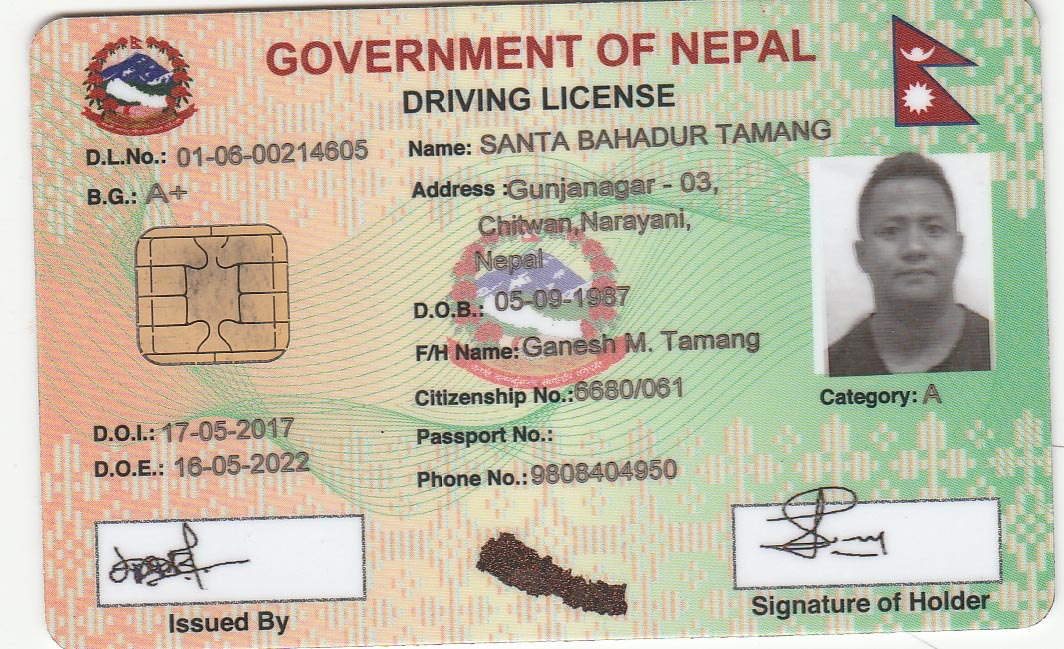 GOVERNMENT OF NEPAL
DRIVING LICENSE
D.L.No.: 01-06-00214605
B.G.: A+
Name: SANTA BAHADUR TAMANG
Address :Gunjanagar - 03,
Chitwan,Narayani,
Nepal
D.O.B.: 05-09-1987
F/H Name: Ganesh M. Tamang
Citizenship No.:6680/061
Passport No.:
Phone No.:9808404950
Category: A
D.O.I.: 17-05-2017
D.O.E.: 16-05-2022
Issued By
Signature of Holder